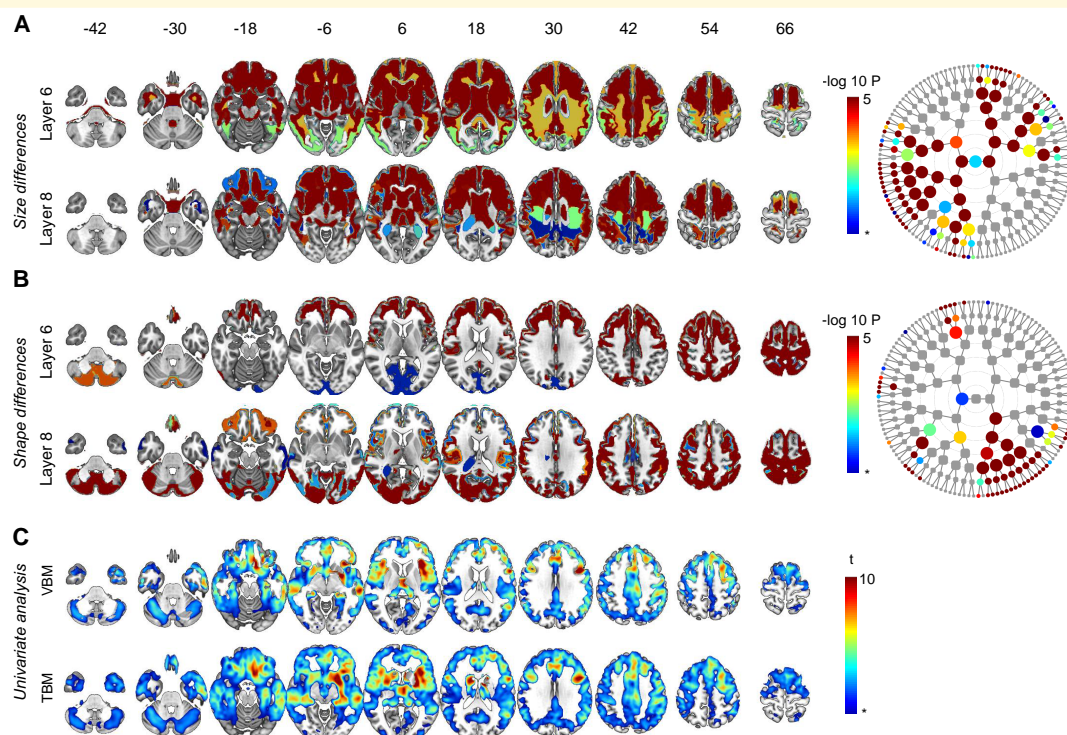 A
-42 -30 -18 -6 6 18 30 42 54 66
Size differences
Layer 6
Layer 8
-log 10 P
5
*
B
Shape differences
Layer 6
Layer 8
-log 10 P
5
*
C
Univariate analysis
VBM
TBM
t
10
*